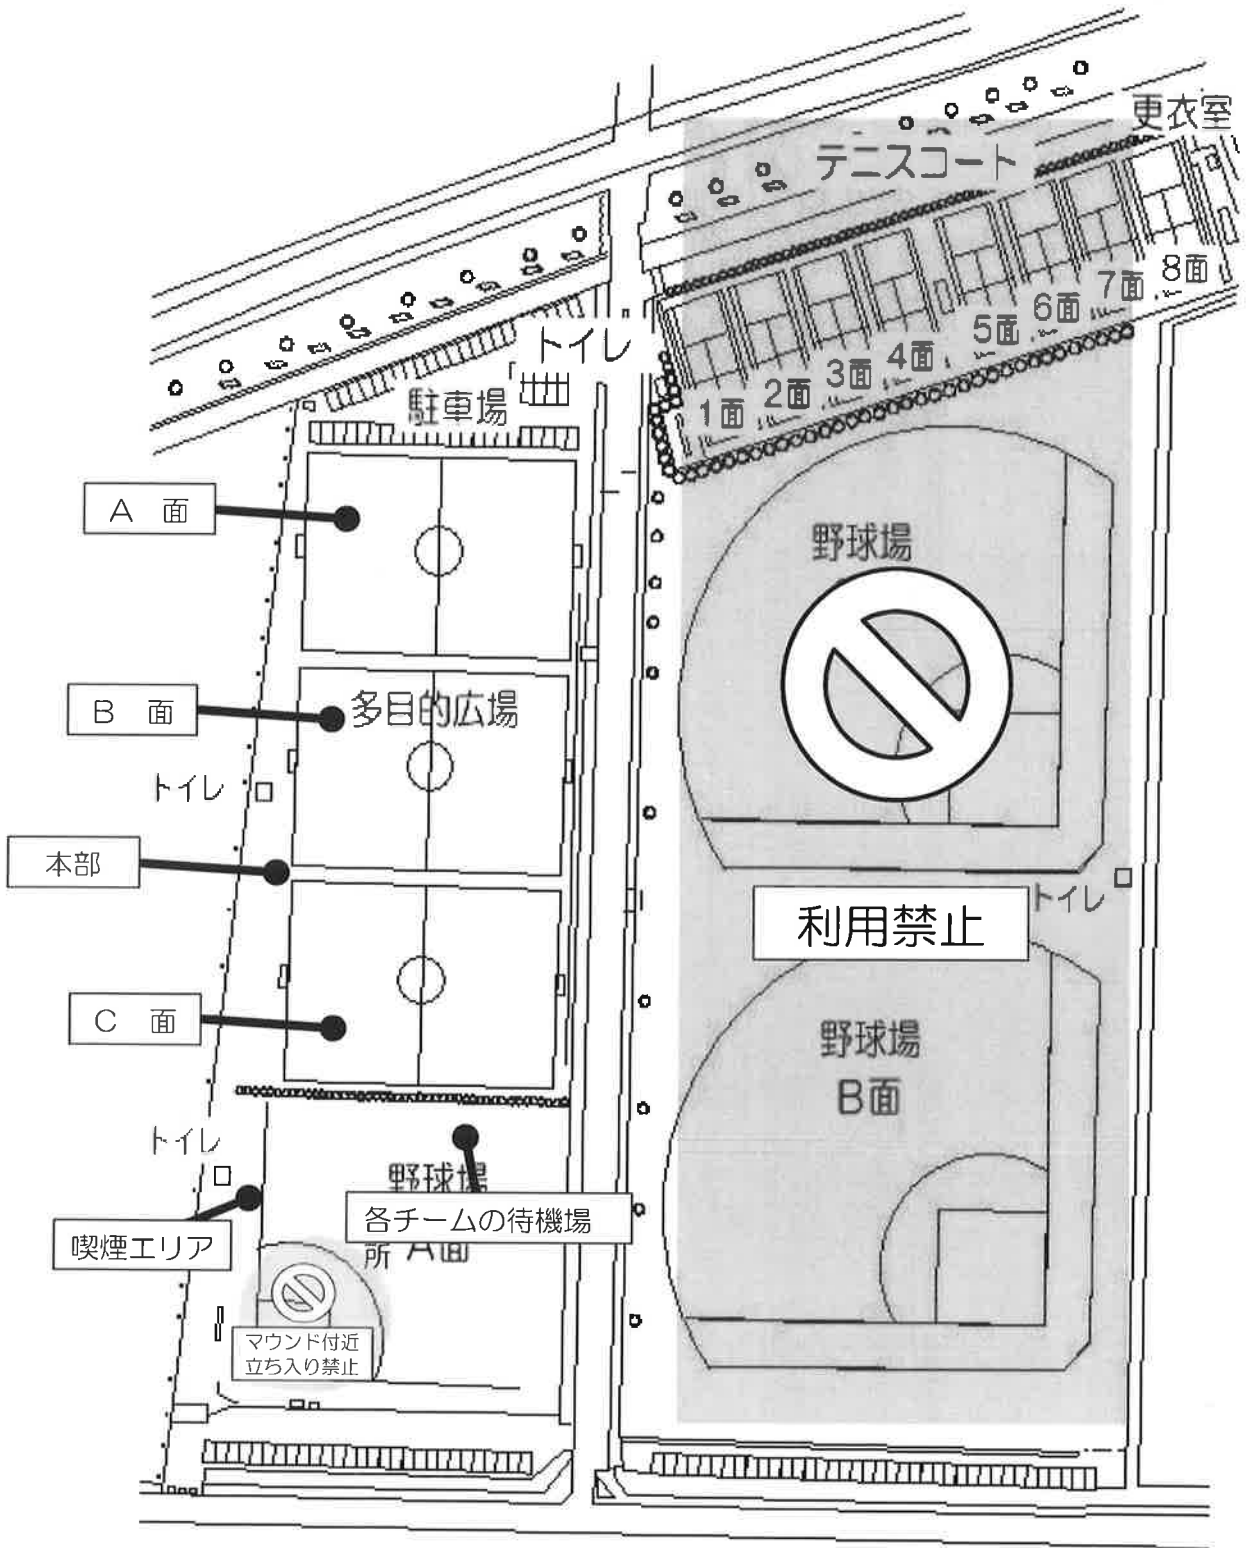 更衣室
テニスコート
8面
7面
6面
5面
4面
3面
2面
1面
トイレ
駐車場
A 面
野球場
B 面
多目的広場
トイレ
本部
トイレ
利用禁止
C 面
野球場
B面
トイレ
野球場
A面
各チームの待機場
所
喫煙エリア
マウンド付近
立ち入り禁止